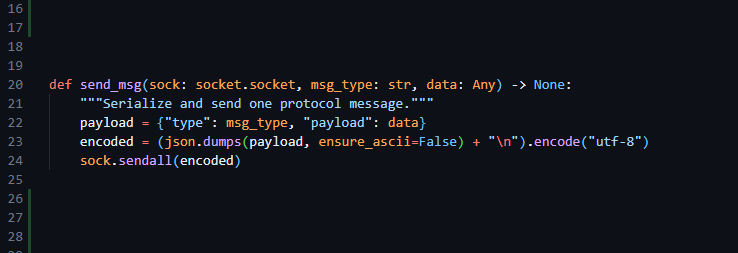 16
17
18
19
20 def send_msg(sock: socket.socket, msg_type: str, data: Any) -> None:
21     """Serialize and send one protocol message."""
22     payload = {"type": msg_type, "payload": data}
23     encoded = (json.dumps(payload, ensure_ascii=False) + "\n").encode("utf-8")
24     sock.sendall(encoded)
25
26
27
28